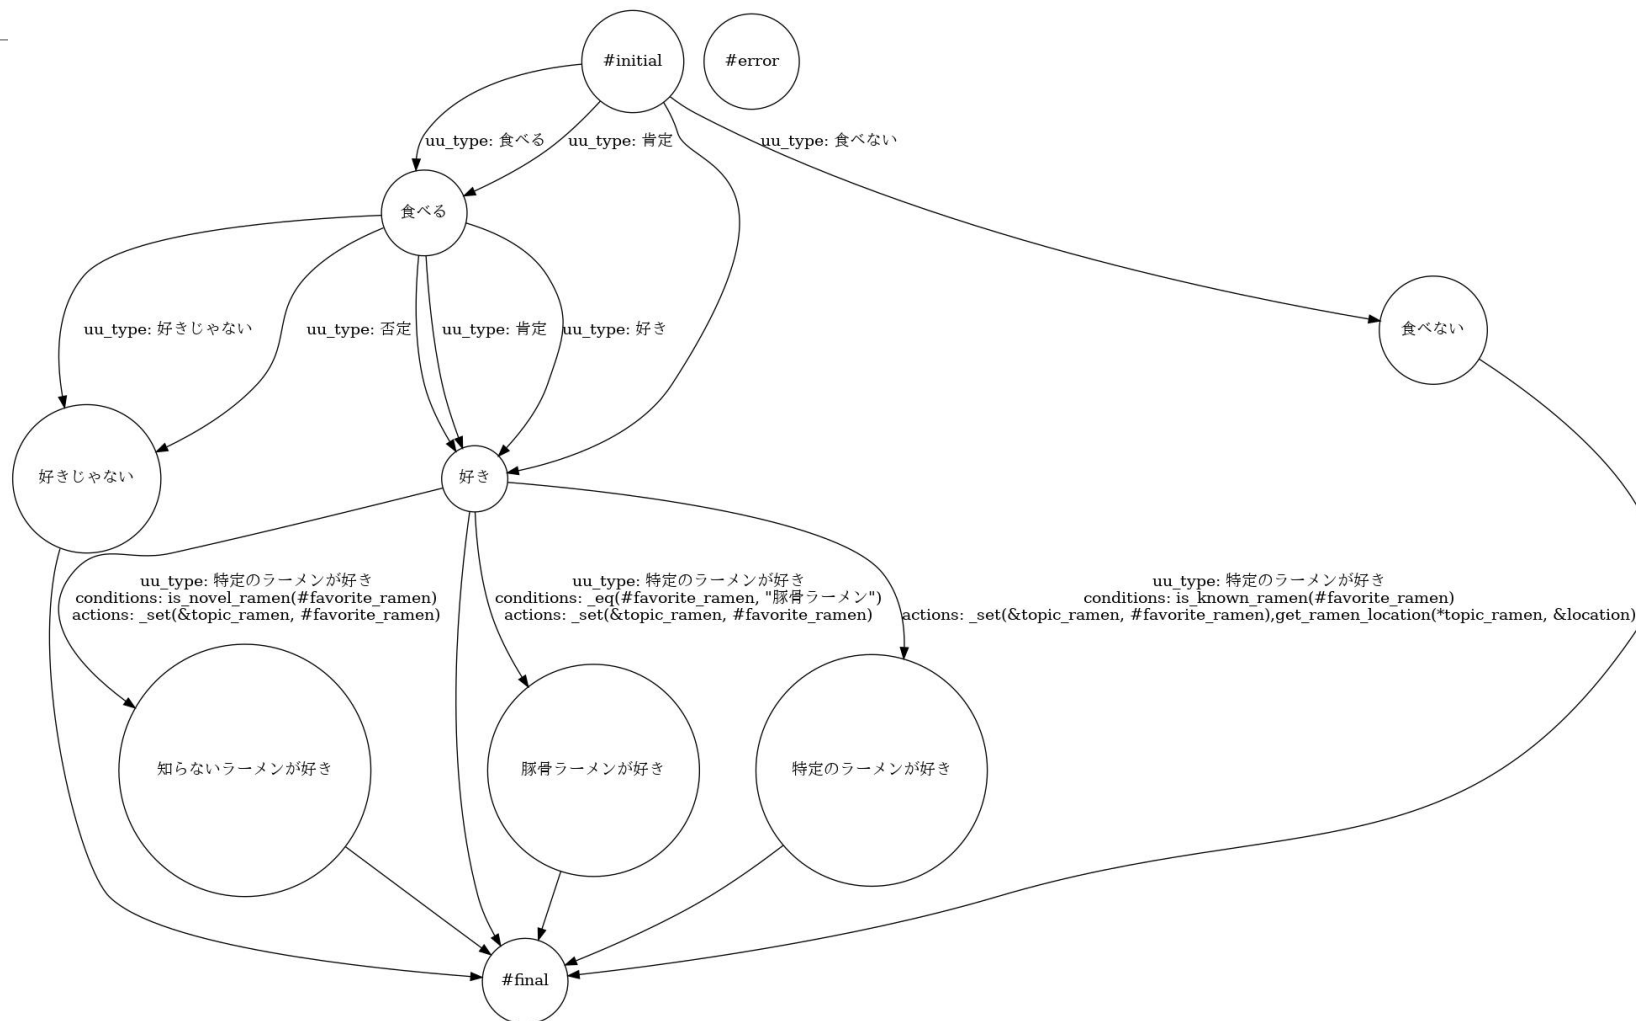 #initial
#error
uu_type: 食べる
uu_type: 肯定
uu_type: 食べない
食べる
uu_type: 好きじゃない
uu_type: 否定
uu_type: 肯定
uu_type: 好き
食べない
好きじゃない
好き
uu_type: 特定のラーメンが好き
conditions: is_novel_ramen(#favorite_ramen)
actions: _set(&topic_ramen, #favorite_ramen)
uu_type: 特定のラーメンが好き
conditions: _eq(#favorite_ramen, "豚骨ラーメン")
actions: _set(&topic_ramen, #favorite_ramen)
uu_type: 特定のラーメンが好き
conditions: is_known_ramen(#favorite_ramen)
actions: _set(&topic_ramen, #favorite_ramen),get_ramen_location(*topic_ramen, &location)
知らないラーメンが好き
豚骨ラーメンが好き
特定のラーメンが好き
#final